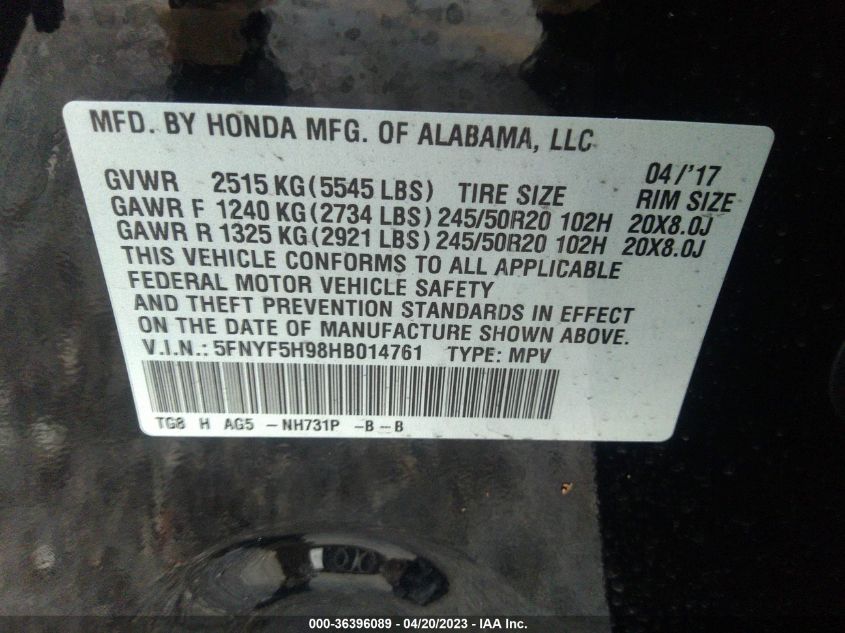 MFD. BY HONDA MFG. OF ALABAMA, LLC
04/'17
GVWR 2515 KG (5545 LBS) TIRE SIZE RIM SIZE
GAWR F 1240 KG (2734 LBS) 245/50R20 102H 20X8.0J
GAWR R 1325 KG (2921 LBS) 245/50R20 102H 20X8.0J
THIS VEHICLE CONFORMS TO ALL APPLICABLE
FEDERAL MOTOR VEHICLE SAFETY
AND THEFT PREVENTION STANDARDS IN EFFECT
ON THE DATE OF MANUFACTURE SHOWN ABOVE.
V.I.N.: 5FNYF5H98HB014761 TYPE: MPV
TG8 H AG5 -NH731P -B--B
000-36396089 - 04/20/2023 - IAA Inc.